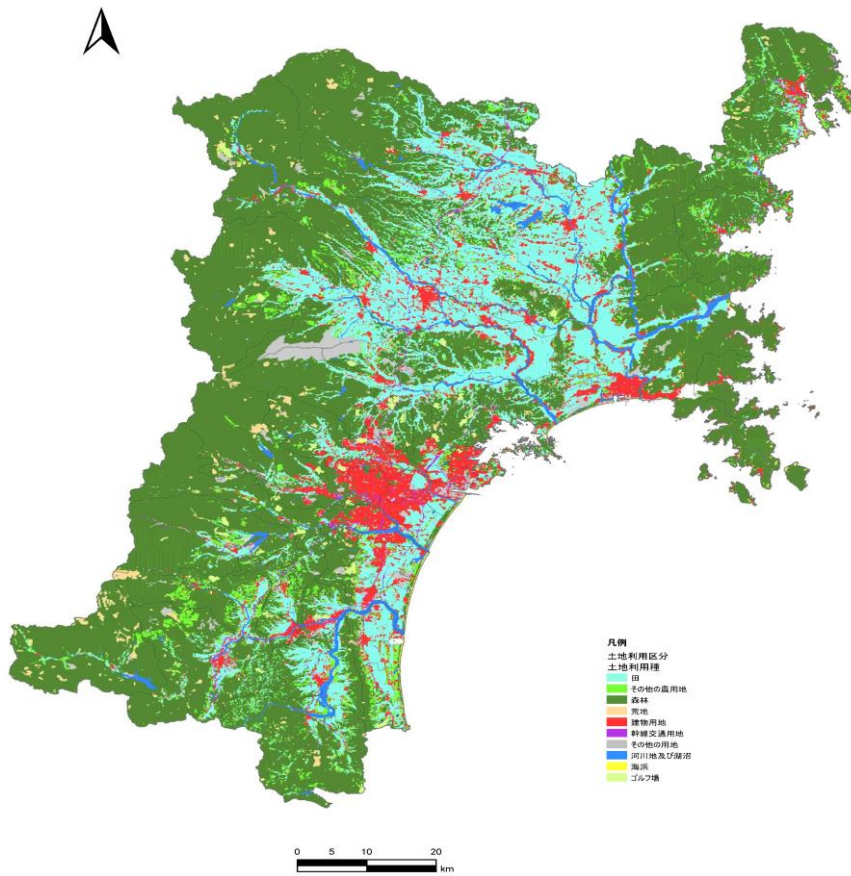 凡例
土地利用区分
土地利用種
田
その他の農用地
森林
荒地
建物用地
幹線交通用地
その他の用地
河川地及び湖沼
海浜
ゴルフ場
0 5 10 20
km